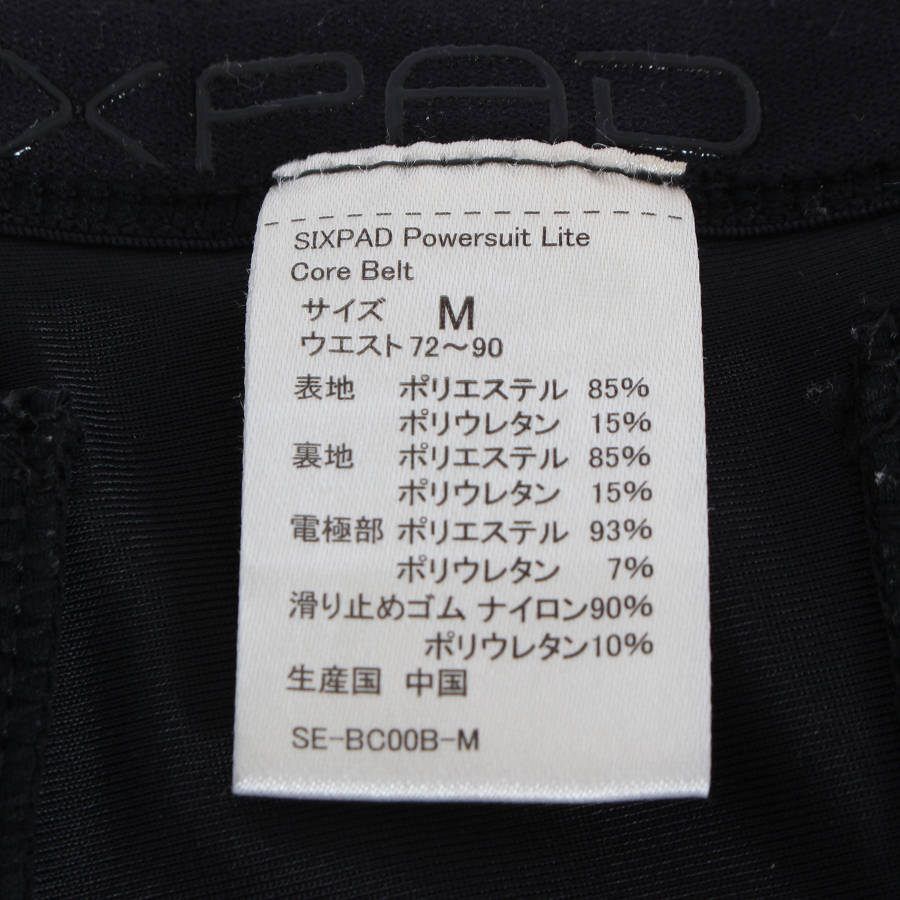 XPAD
SIXPAD Powersuit Lite
Core Belt
サイズ M
ウエスト72～90
表地 ポリエステル 85%
ポリウレタン 15%
裏地 ポリエステル 85%
ポリウレタン 15%
電極部 ポリエステル 93%
ポリウレタン 7%
滑り止めゴム ナイロン90%
ポリウレタン10%
生産国 中国
SE-BC00B-M